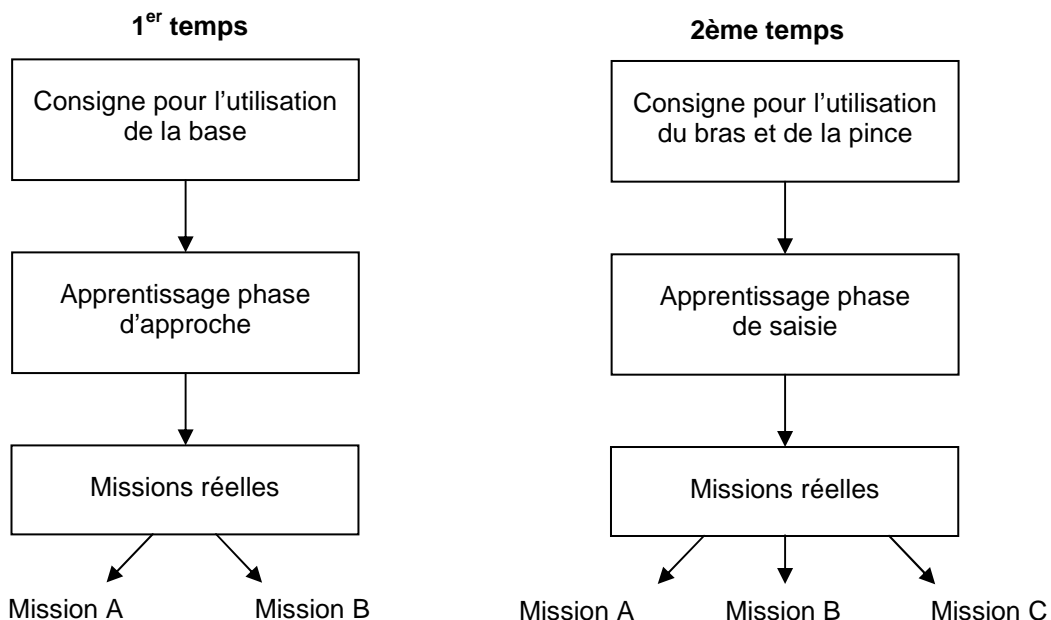 1er temps
Consigne pour l’utilisation
de la base
Apprentissage phase
d’approche
Missions réelles
Mission A
Mission B
2ème temps
Consigne pour l’utilisation
du bras et de la pince
Apprentissage phase
de saisie
Missions réelles
Mission A
Mission B
Mission C